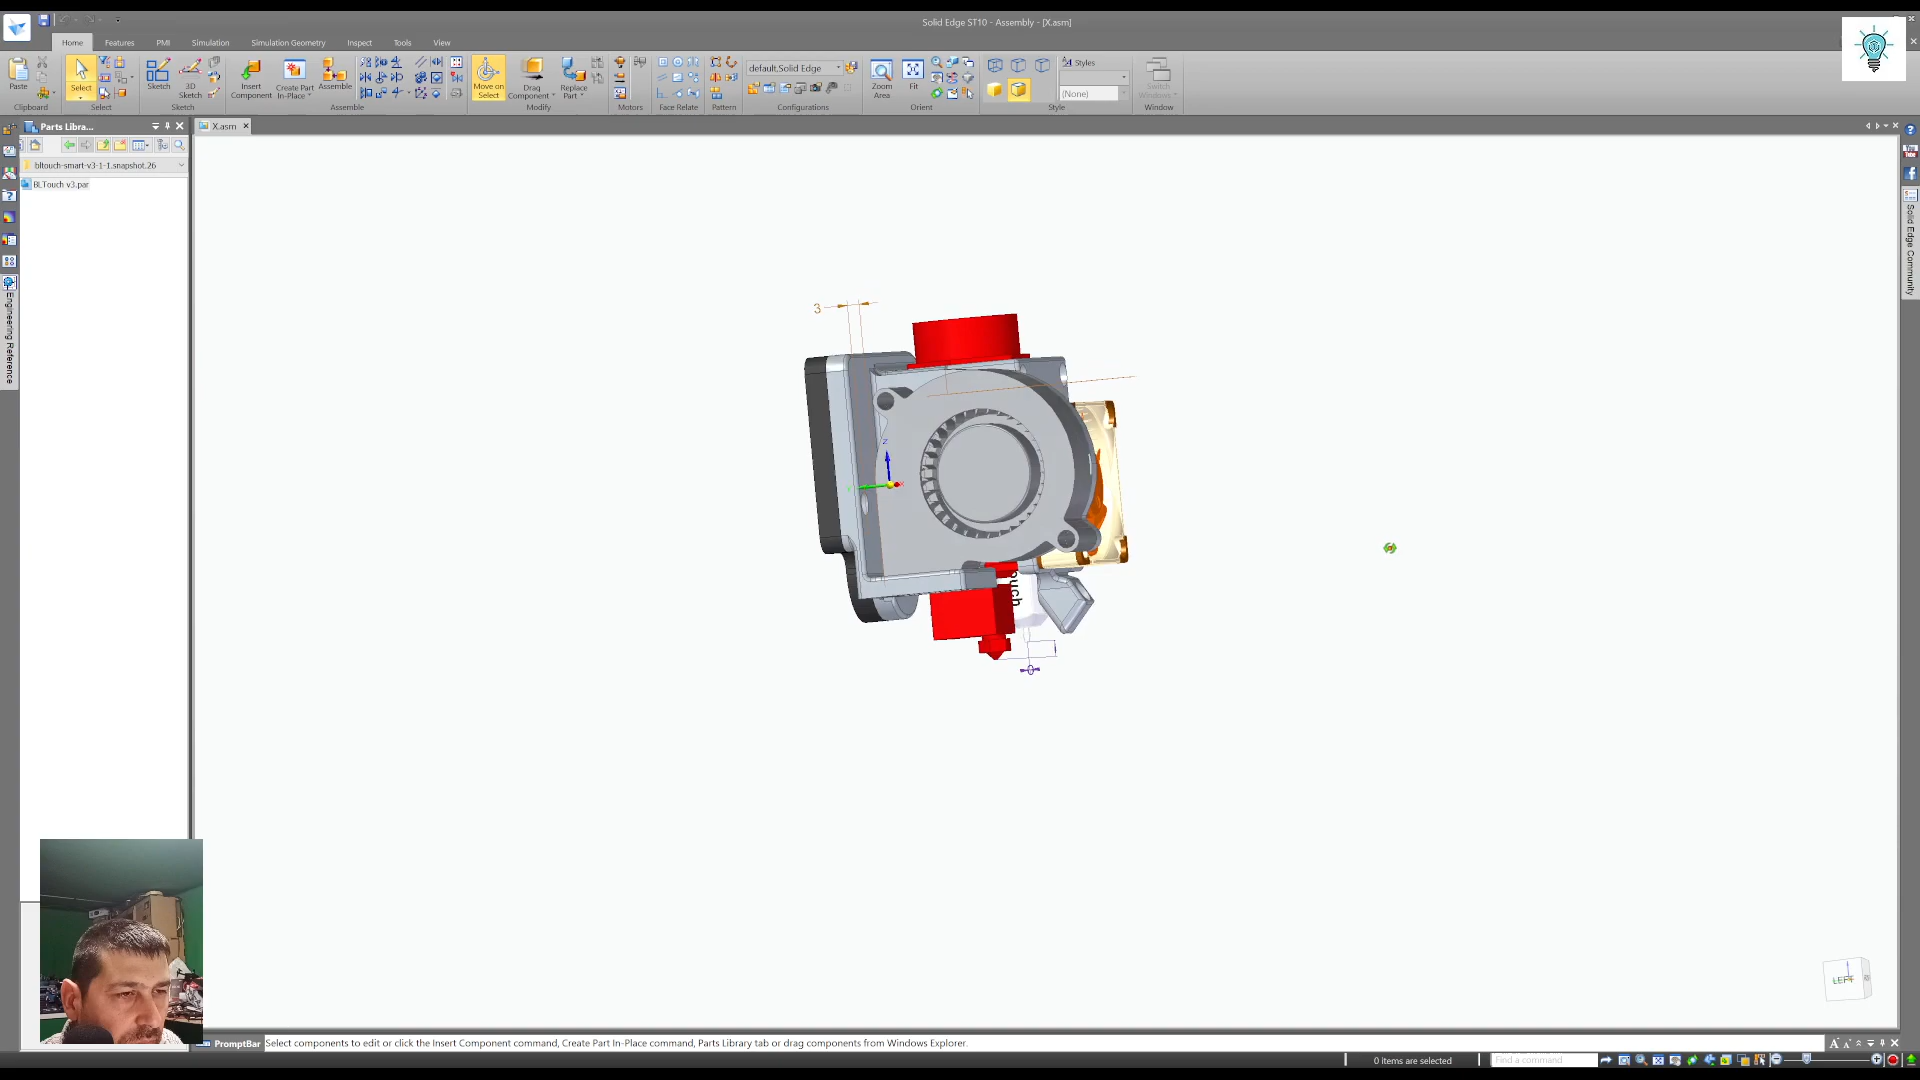 Solid Edge ST10 - Assembly - [X.asm]
Home Features PMI Simulation Simulation Geometry Inspect Tools View
Paste Select Sketch 3D Sketch Insert Component Create Part In-Place Assemble Move on Select Drag Component Replace Part default,Solid Edge Zoom Area Fit Styles (None) Switch Windows
Clipboard Select Sketch Assemble Modify Motors Face Relate Pattern Configurations Orient Style Window
Parts Libra...
X.asm
bltouch-smart-v3-1-1.snapshot.26
BLTouch v3.par
Engineering Reference
You Tube
Solid Edge Community
3
Z
Y
X
ouch
LEFT
PromptBar
Select components to edit or click the Insert Component command, Create Part In-Place command, Parts Library tab or drag components from Windows Explorer.
0 items are selected
Find a command